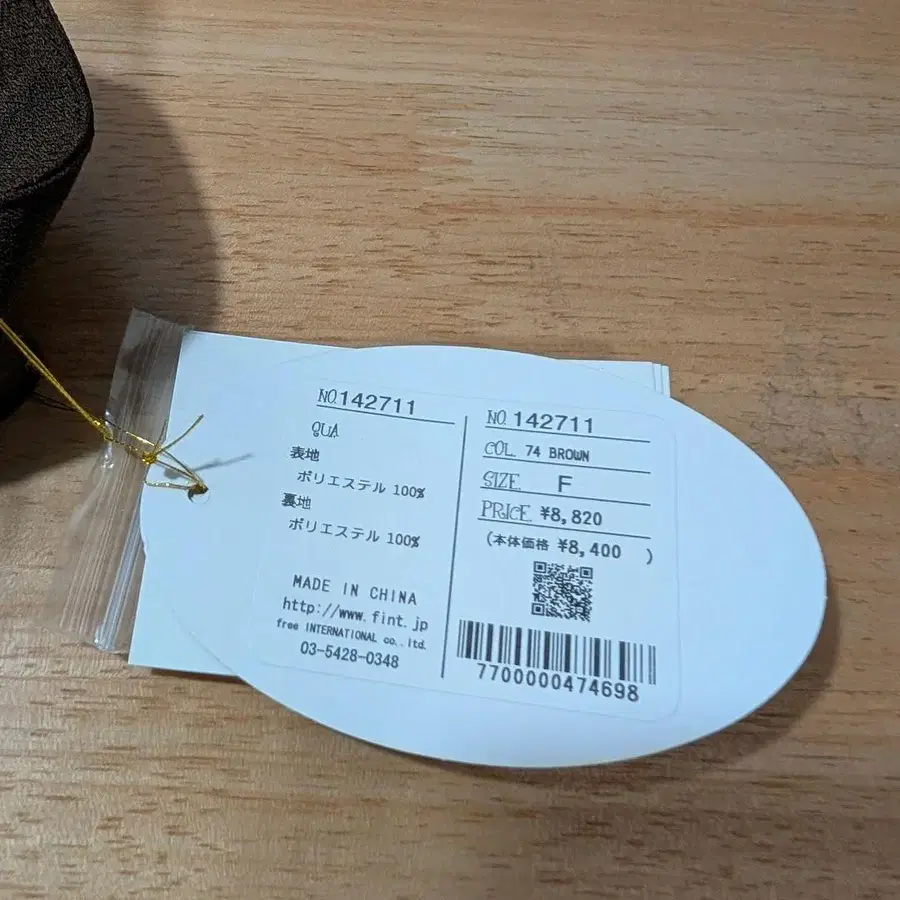 NO.142711
QUA
表地
ポリエステル 100%
裏地
ポリエステル 100%
MADE IN CHINA
http://www.fint.jp
free INTERNATIONAL co.,ltd.
03-5428-0348
NO. 142711
COL. 74 BROWN
SIZE. F
PRICE ¥8,820
(本体価格 ¥8,400 )
7700000474698